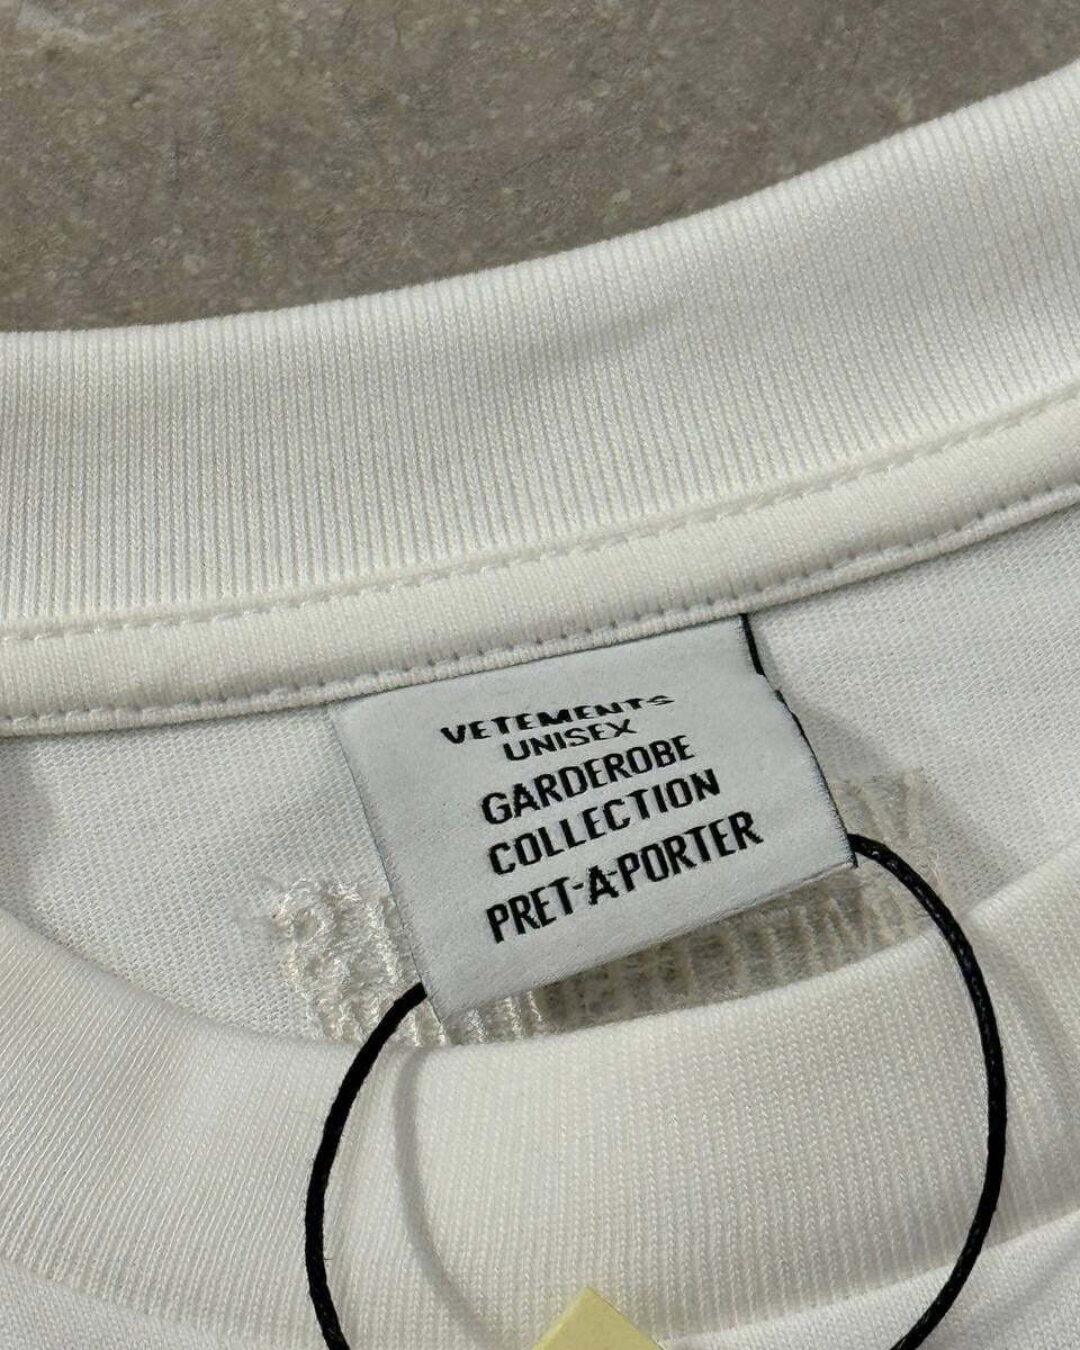 VETEMENTS
UNISEX
GARDEROBE
COLLECTION
PRET-A-PORTER